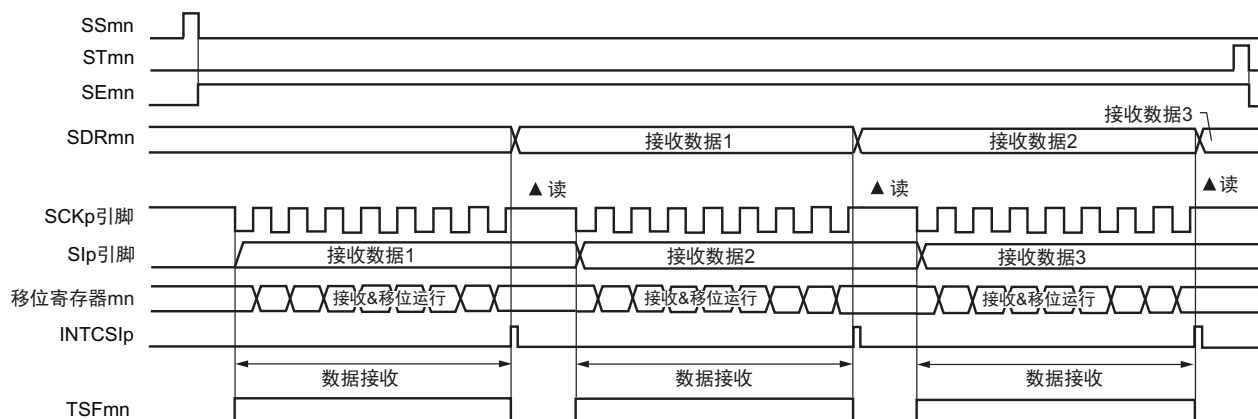 SSmn
STmn
SEmn
接收数据3
SDRmn
接收数据1
接收数据2
▲ 读
▲ 读
▲ 读
SCKp引脚
SIp引脚
接收数据1
接收数据2
接收数据3
移位寄存器mn
接收&移位运行
接收&移位运行
接收&移位运行
INTCSIp
数据接收
数据接收
数据接收
TSFmn